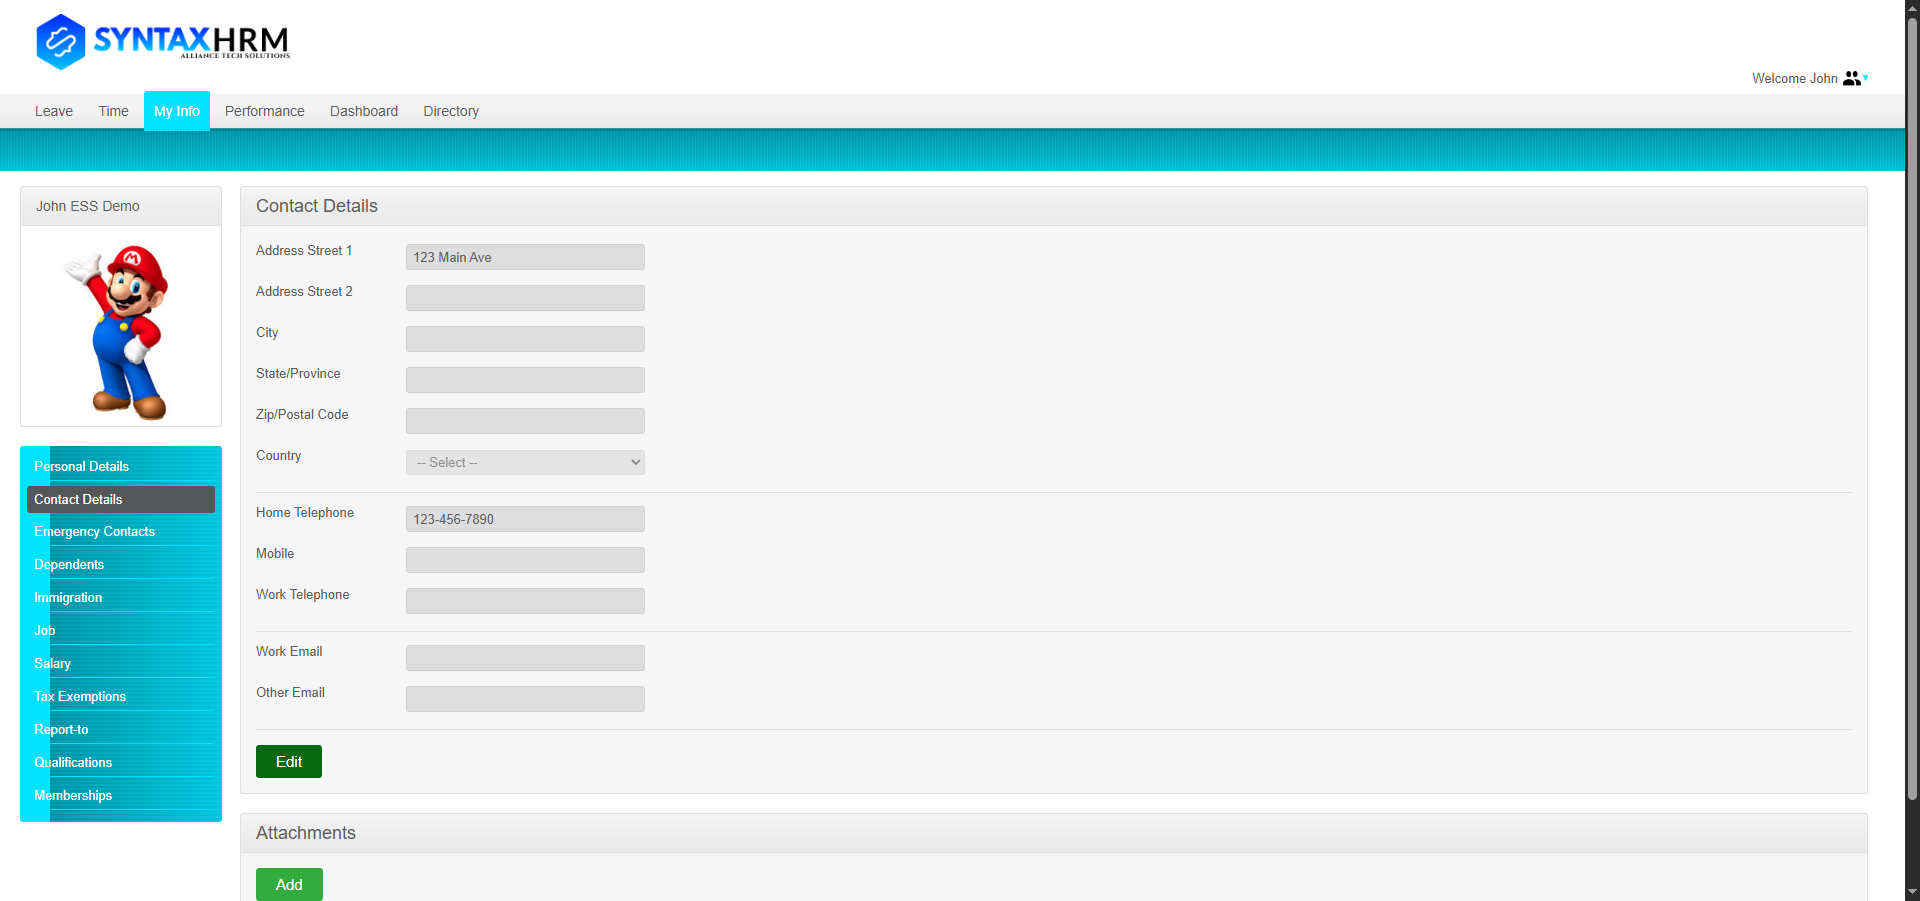 SYNTAXHRM
ALLIANCE TECH SOLUTIONS
Welcome John
Leave Time My Info Performance Dashboard Directory
John ESS Demo
M
Personal Details
Contact Details
Emergency Contacts
Dependents
Immigration
Job
Salary
Tax Exemptions
Report-to
Qualifications
Memberships
Contact Details
Address Street 1 123 Main Ave
Address Street 2
City
State/Province
Zip/Postal Code
Country -- Select --
Home Telephone 123-456-7890
Mobile
Work Telephone
Work Email
Other Email
Edit
Attachments
Add